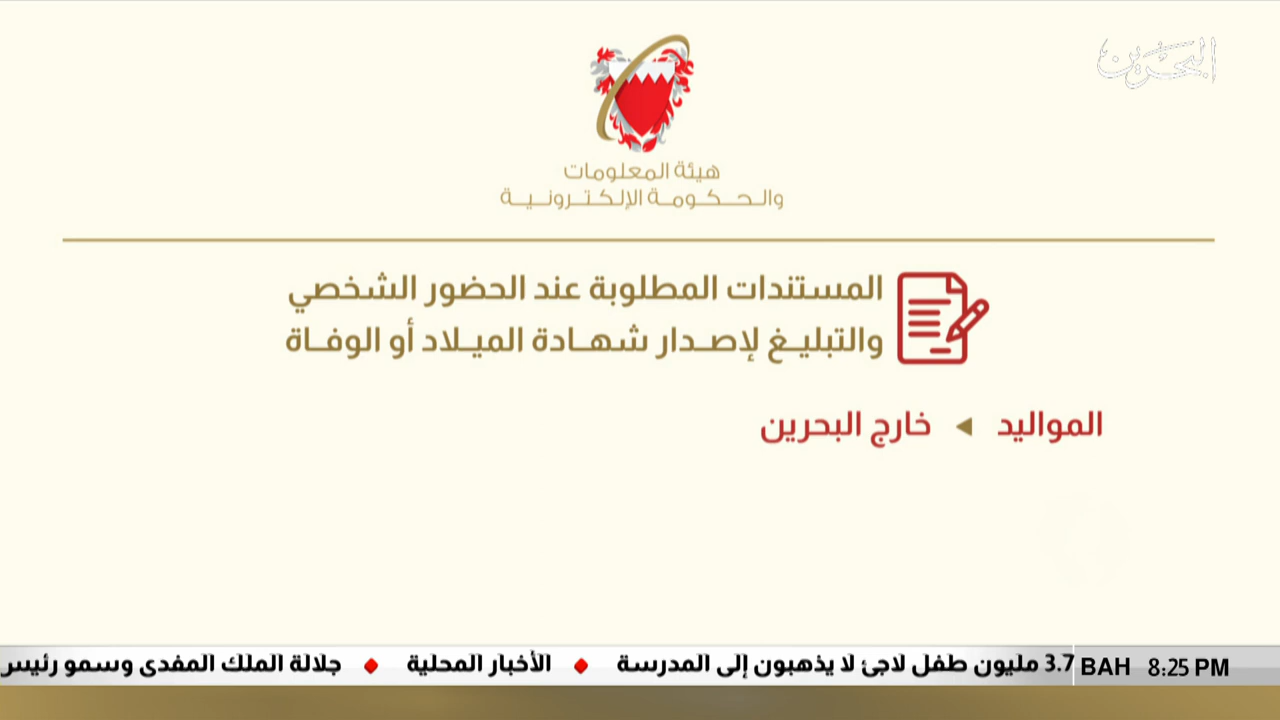 البحرين
هيئة المعلومات
والحكومة الإلكترونية
المستندات المطلوبة عند الحضور الشخصي
والتبليغ لإصدار شهادة الميلاد أو الوفاة
المواليد ◄ خارج البحرين
BAH 8:25 PM
3.7 مليون طفل لاجئ لا يذهبون إلى المدرسة ♦ الأخبار المحلية ♦ جلالة الملك المفدى وسمو رئيس